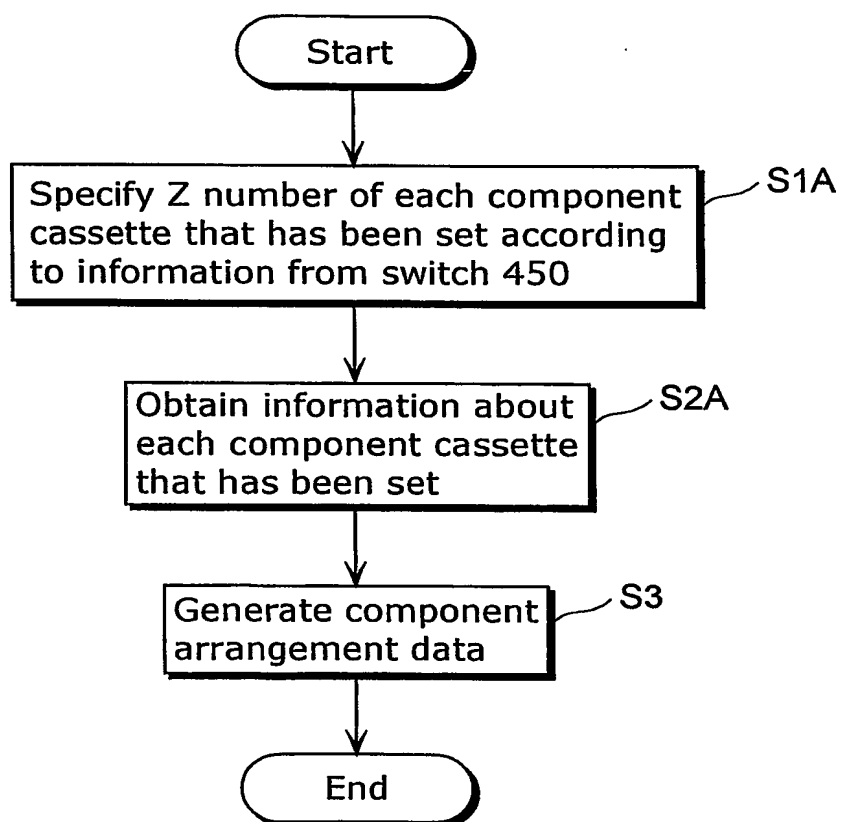 Start
Specify Z number of each component
cassette that has been set according
to information from switch 450
S1A
Obtain information about
each component cassette
that has been set
S2A
Generate component
arrangement data
S3
End